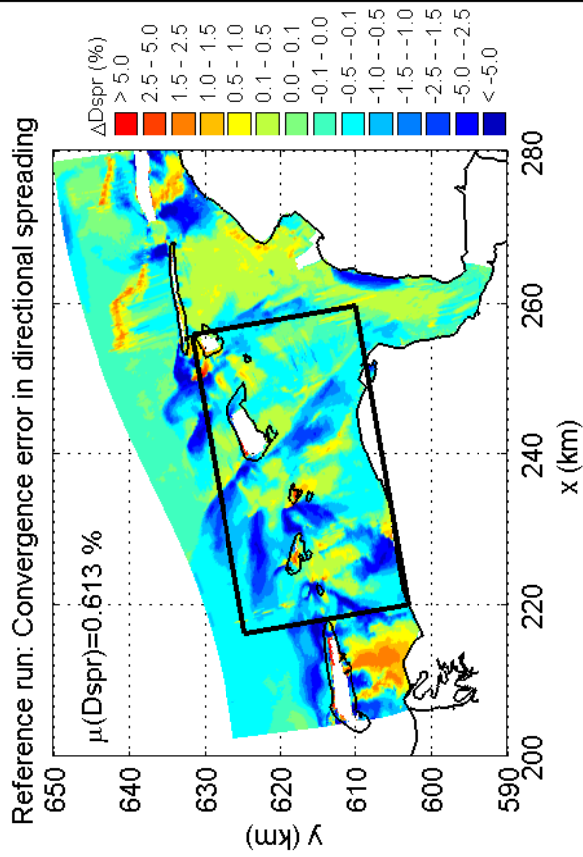 Reference run: Convergence error in directional spreading
μ(Dspr)=0.613 %
650
640
630
620
610
600
590
y (km)
200
220
240
260
280
x (km)
ΔDspr (%)
> 5.0
2.5 - 5.0
1.5 - 2.5
1.0 - 1.5
0.5 - 1.0
0.1 - 0.5
0.0 - 0.1
-0.1 - 0.0
-0.5 - -0.1
-1.0 - -0.5
-1.5 - -1.0
-2.5 - -1.5
-5.0 - -2.5
< -5.0